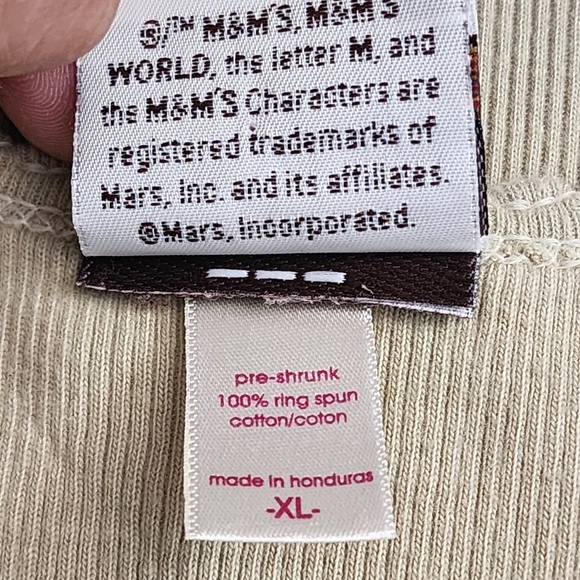 ®/™ M&M'S, M&M'S
WORLD, the letter M, and
the M&M'S Characters are
registered trademarks of
Mars, Inc. and its affiliates.
©Mars, Incorporated.
pre-shrunk
100% ring spun
cotton/coton
made in honduras
-XL-